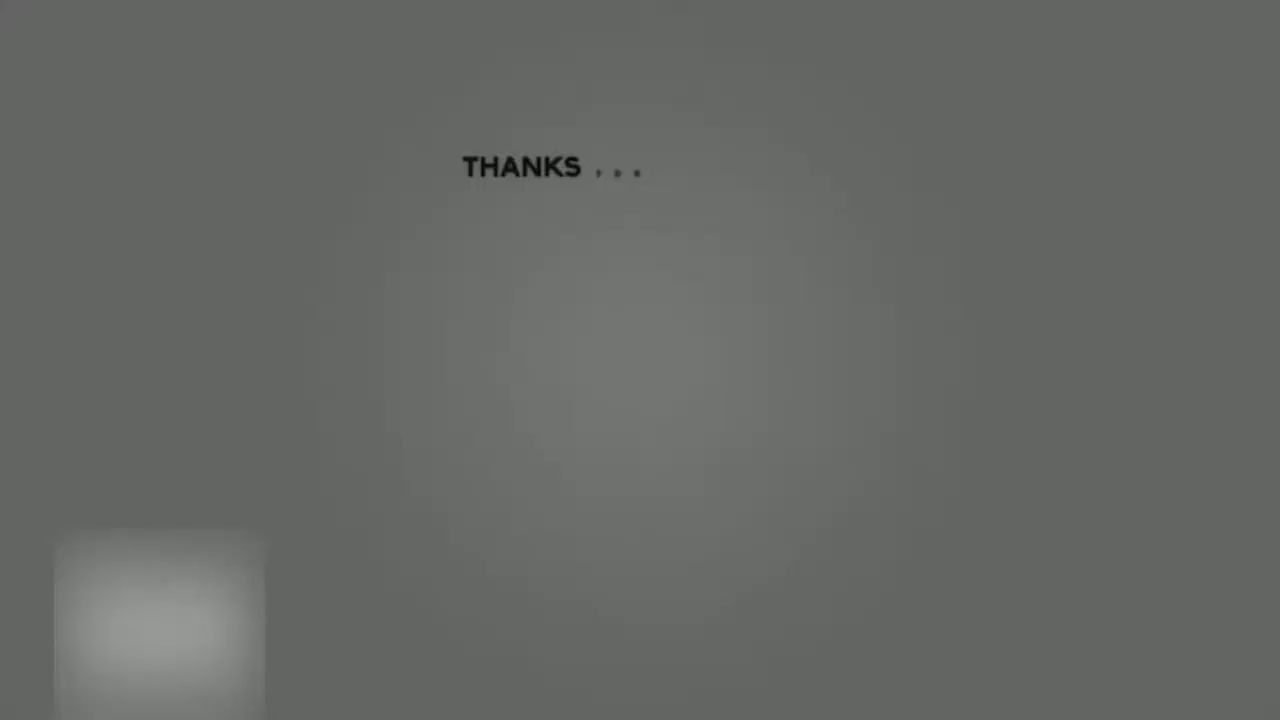 THANKS . . .